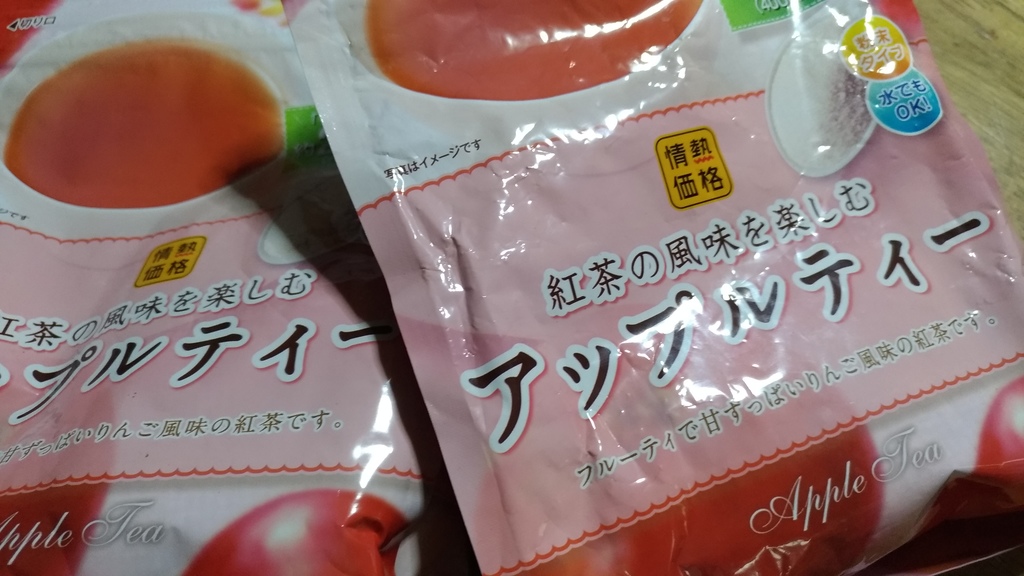 切り口
情熱
価格
紅茶の風味を楽しむ
プルティー
甘ずっぱいりんご風味の紅茶です。
Apple Tea
写真はイメージです
粉末
タイプ
水でも
OK!
情熱
価格
紅茶の風味を楽しむ
アップルティー
フルーティで甘ずっぱいりんご風味の紅茶です。
Apple Tea